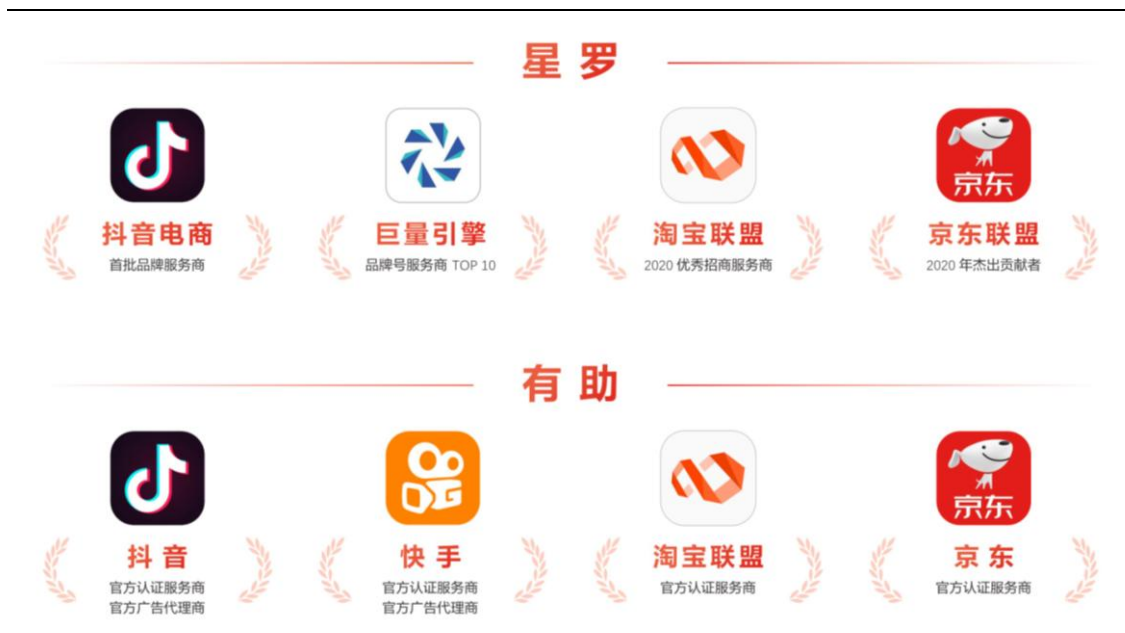 星罗
京东
抖音电商
巨量引擎
淘宝联盟
京东联盟
首批品牌服务商
品牌号服务商 TOP 10
2020 优秀招商服务商
2020 年杰出贡献者
有助
京东
抖音
快手
淘宝联盟
京东
官方认证服务商
官方广告代理商
官方认证服务商
官方广告代理商
官方认证服务商
官方认证服务商